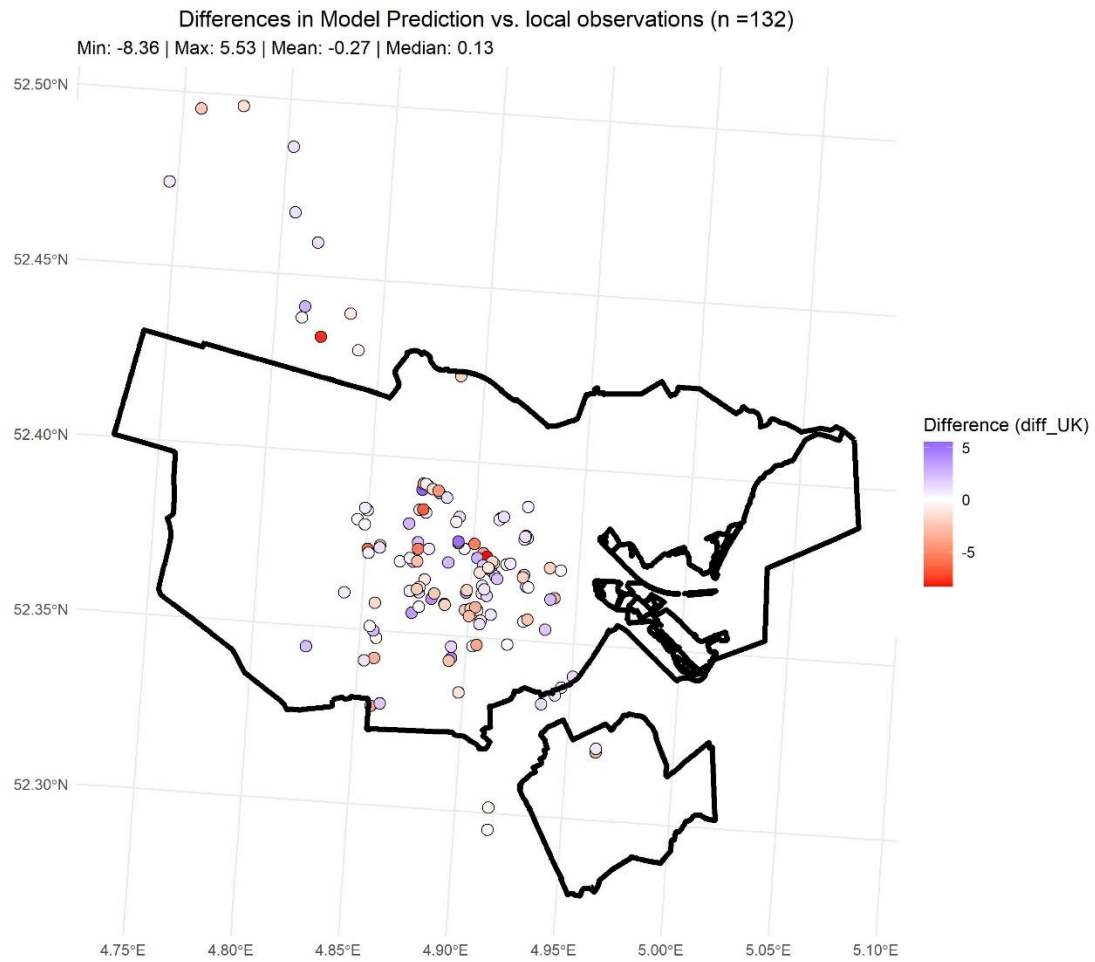 Differences in Model Prediction vs. local observations (n =132)
Min: -8.36 | Max: 5.53 | Mean: -0.27 | Median: 0.13
52.50°N
52.45°N
52.40°N
52.35°N
52.30°N
4.75°E
4.80°E
4.85°E
4.90°E
4.95°E
5.00°E
5.05°E
5.10°E
Difference (diff_UK)
5
0
-5